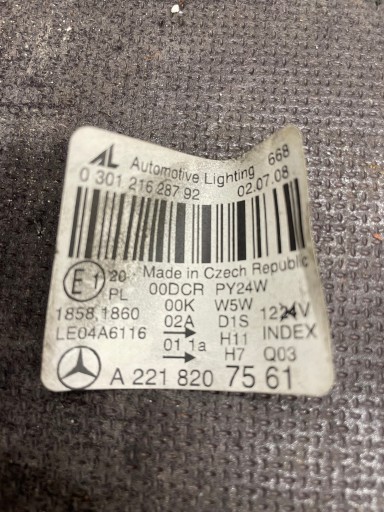 AL Automotive Lighting 668
0 301 216 287 92 02.07.08
Made in Czech Republic
E1 20 00DCR PY24W
PL 00K W5W
1858,1860 02A D1S 1224V
LE04A6116 → H11 INDEX
01 1a → H7 Q03
A 221 820 75 61